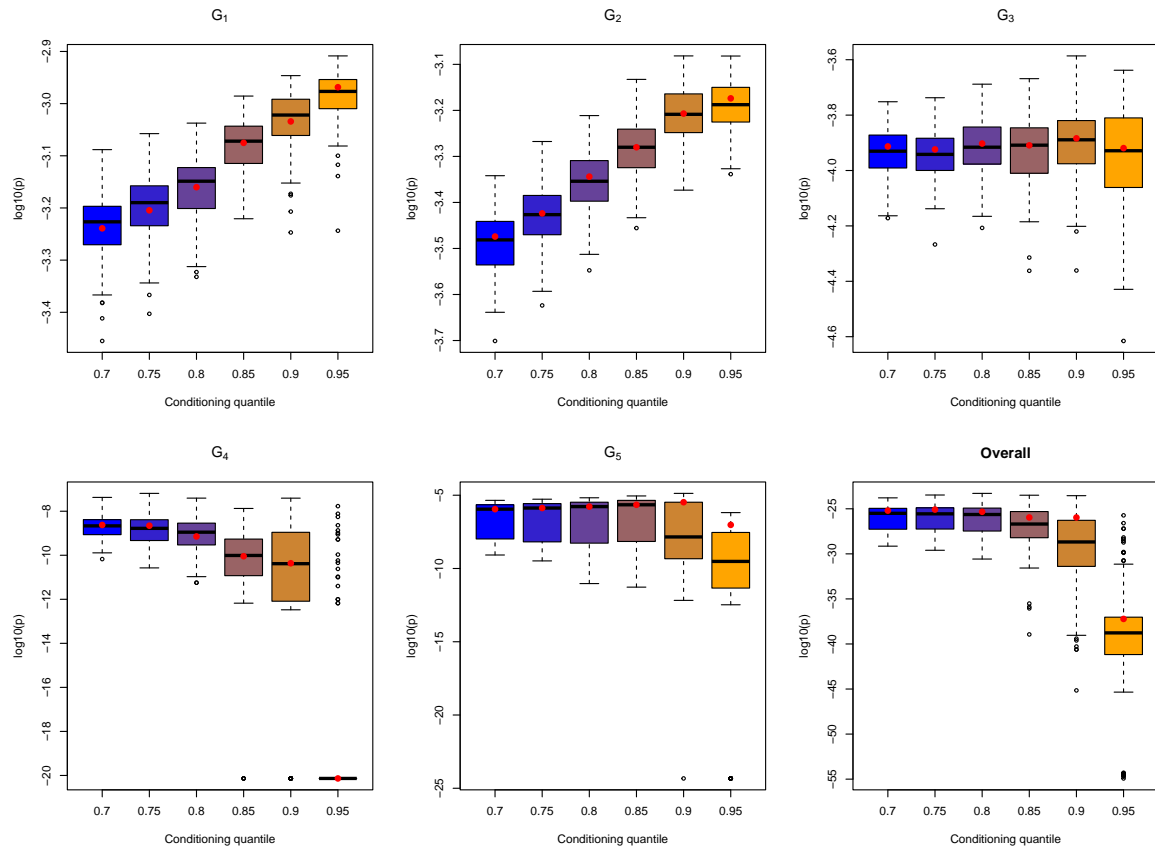 G₁
log10(p)
−2.9
−3.0
−3.1
−3.2
−3.3
−3.4
0.7 0.75 0.8 0.85 0.9 0.95
Conditioning quantile
G₂
log10(p)
−3.1
−3.2
−3.3
−3.4
−3.5
−3.6
−3.7
0.7 0.75 0.8 0.85 0.9 0.95
Conditioning quantile
G₃
log10(p)
−3.6
−3.8
−4.0
−4.2
−4.4
−4.6
0.7 0.75 0.8 0.85 0.9 0.95
Conditioning quantile
G₄
log10(p)
−8
−10
−12
−14
−16
−18
−20
0.7 0.75 0.8 0.85 0.9 0.95
Conditioning quantile
G₅
log10(p)
−5
−10
−15
−20
−25
0.7 0.75 0.8 0.85 0.9 0.95
Conditioning quantile
Overall
log10(p)
−25
−30
−35
−40
−45
−50
−55
0.7 0.75 0.8 0.85 0.9 0.95
Conditioning quantile